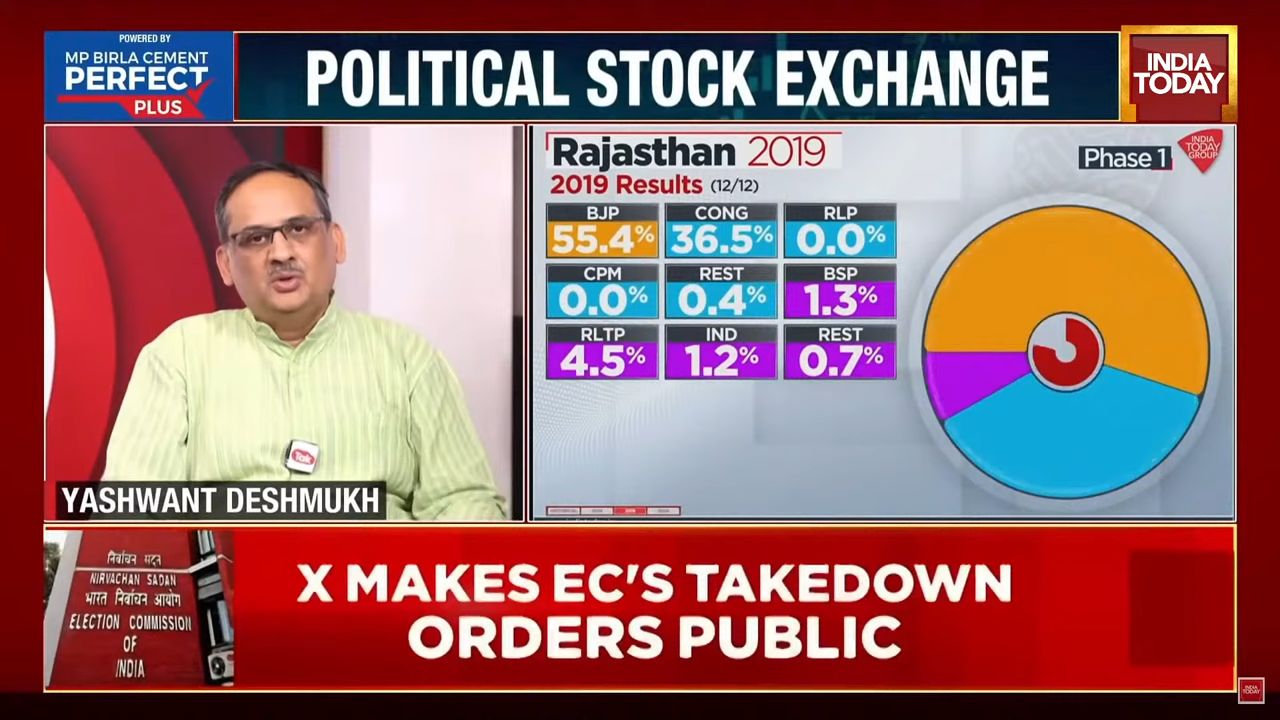 POWERED BY
MP BIRLA CEMENT
PERFECT
PLUS
POLITICAL STOCK EXCHANGE
INDIA
TODAY
Rajasthan 2019
2019 Results (12/12)
Phase 1
INDIA
TODAY
GROUP
BJP
55.4%
CONG
36.5%
RLP
0.0%
CPM
0.0%
REST
0.4%
BSP
1.3%
RLTP
4.5%
IND
1.2%
REST
0.7%
Tak
YASHWANT DESHMUKH
निर्वाचन सदन
NIRVACHAN SADAN
भारत निर्वाचन आयोग
ELECTION COMMISSION
OF
INDIA
X MAKES EC'S TAKEDOWN
ORDERS PUBLIC
INDIA
TODAY